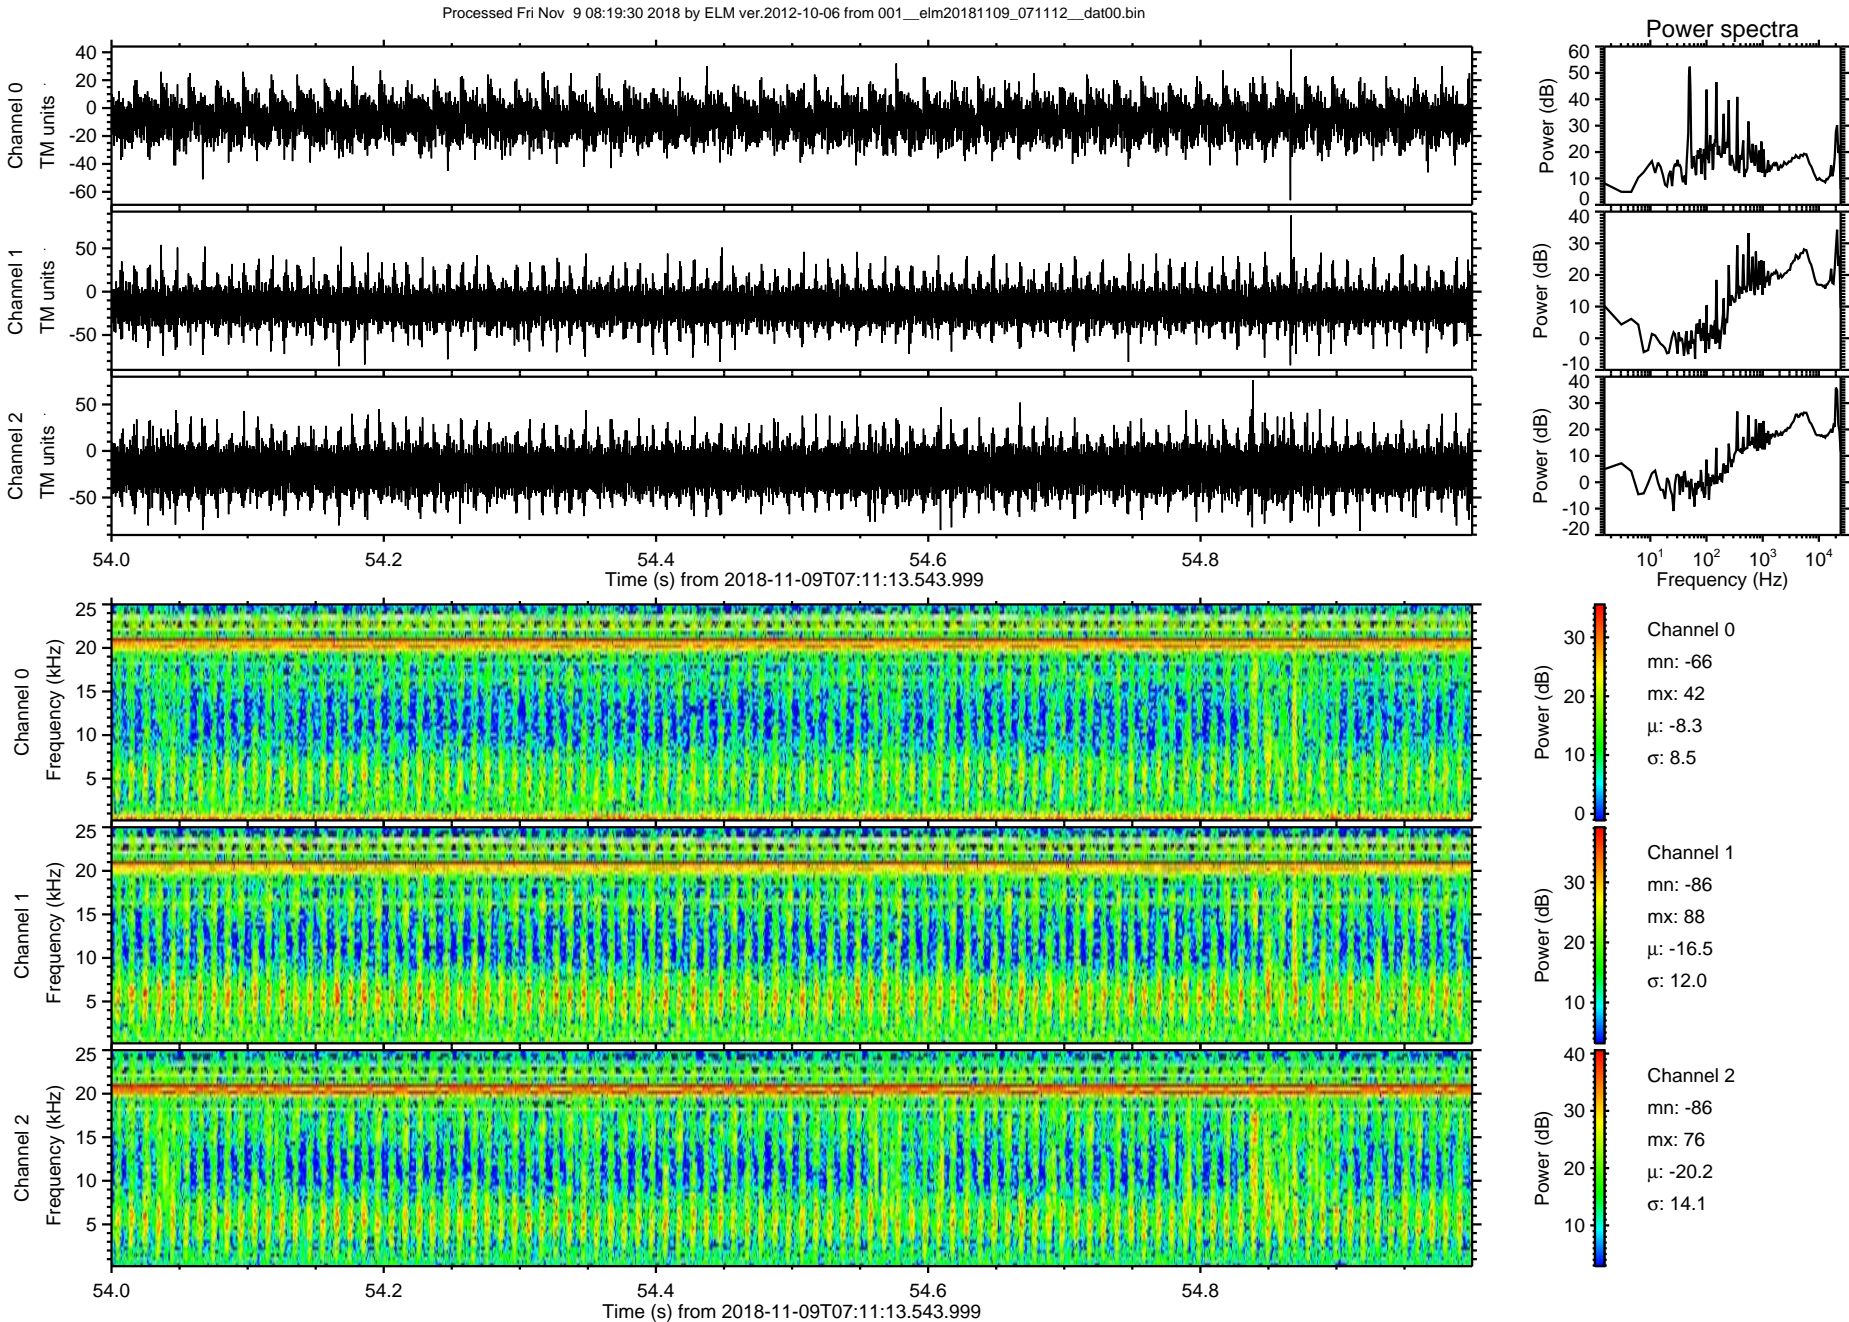 Processed Fri Nov 9 08:19:30 2018 by ELM ver.2012-10-06 from 001__elm20181109_071112__dat00.bin
Power spectra
Channel 0
TM units
40
20
0
-20
-40
-60
Power (dB)
60
50
40
30
20
10
0
Channel 1
TM units
50
0
-50
Power (dB)
40
30
20
10
0
-10
Channel 2
TM units
50
0
-50
Power (dB)
40
30
20
10
0
-10
-20
54.0 54.2 54.4 54.6 54.8
Time (s) from 2018-11-09T07:11:13.543.999
10^1 10^2 10^3 10^4
Frequency (Hz)
Channel 0
Frequency (kHz)
25
20
15
10
5
Power (dB)
30
20
10
0
Channel 0
mn: -66
mx: 42
μ: -8.3
σ: 8.5
Channel 1
Frequency (kHz)
25
20
15
10
5
Power (dB)
30
20
10
Channel 1
mn: -86
mx: 88
μ: -16.5
σ: 12.0
Channel 2
Frequency (kHz)
25
20
15
10
5
Power (dB)
40
30
20
10
Channel 2
mn: -86
mx: 76
μ: -20.2
σ: 14.1
54.0 54.2 54.4 54.6 54.8
Time (s) from 2018-11-09T07:11:13.543.999